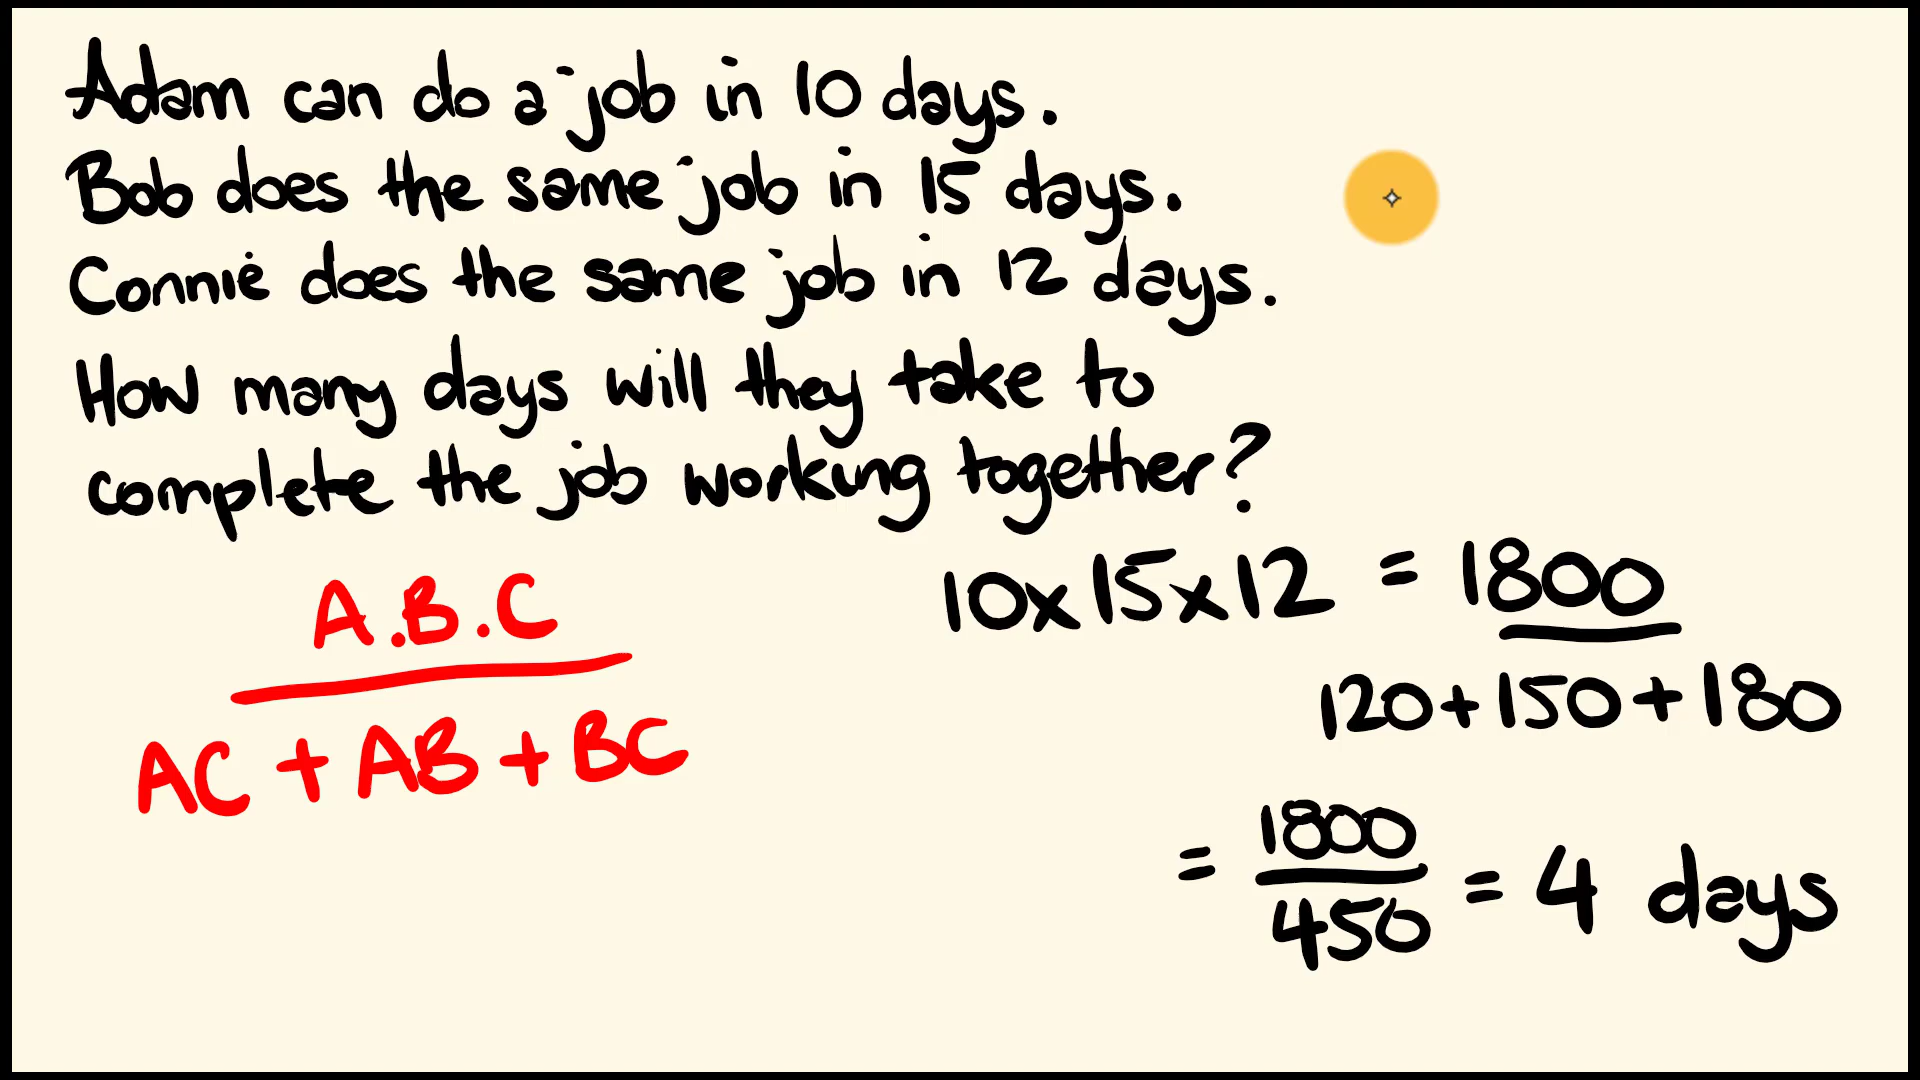 Adam can do a job in 10 days.
Bob does the same job in 15 days.
Connie does the same job in 12 days.
How many days will they take to
complete the job working together?
A.B.C
AC + AB + BC
10x15x12 = 1800
120+150+180
= 1800
450
= 4 days